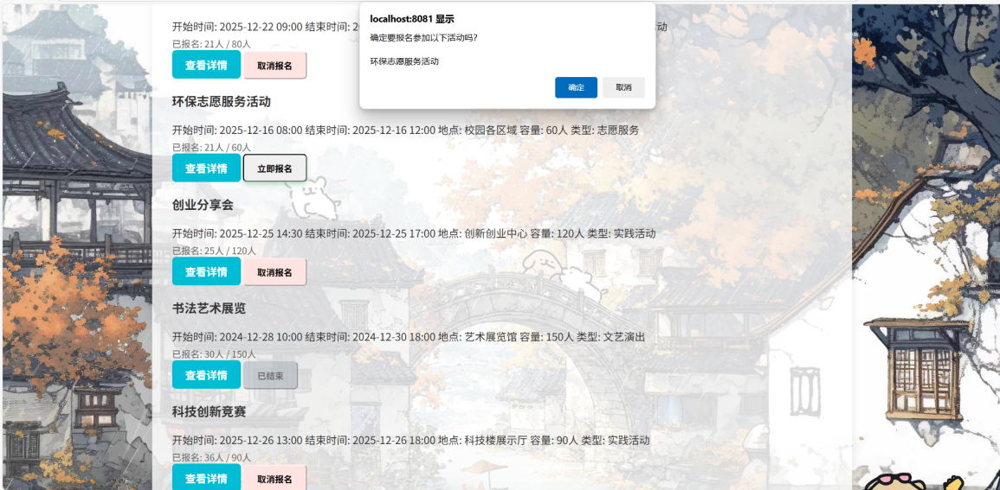 localhost:8081 显示
确定要报名参加以下活动吗?
环保志愿服务活动
确定 取消
开始时间: 2025-12-22 09:00 结束时间: 2 动
已报名: 21人 / 80人
查看详情 取消报名
环保志愿服务活动
开始时间: 2025-12-16 08:00 结束时间: 2025-12-16 12:00 地点: 校园各区域 容量: 60人 类型: 志愿服务
已报名: 21人 / 60人
查看详情 立即报名
创业分享会
开始时间: 2025-12-25 14:30 结束时间: 2025-12-25 17:00 地点: 创新创业中心 容量: 120人 类型: 实践活动
已报名: 25人 / 120人
查看详情 取消报名
书法艺术展览
开始时间: 2024-12-28 10:00 结束时间: 2024-12-30 18:00 地点: 艺术展览馆 容量: 150人 类型: 文艺演出
已报名: 30人 / 150人
查看详情 已结束
科技创新竞赛
开始时间: 2025-12-26 13:00 结束时间: 2025-12-26 18:00 地点: 科技楼展示厅 容量: 90人 类型: 实践活动
已报名: 36人 / 90人
查看详情 取消报名